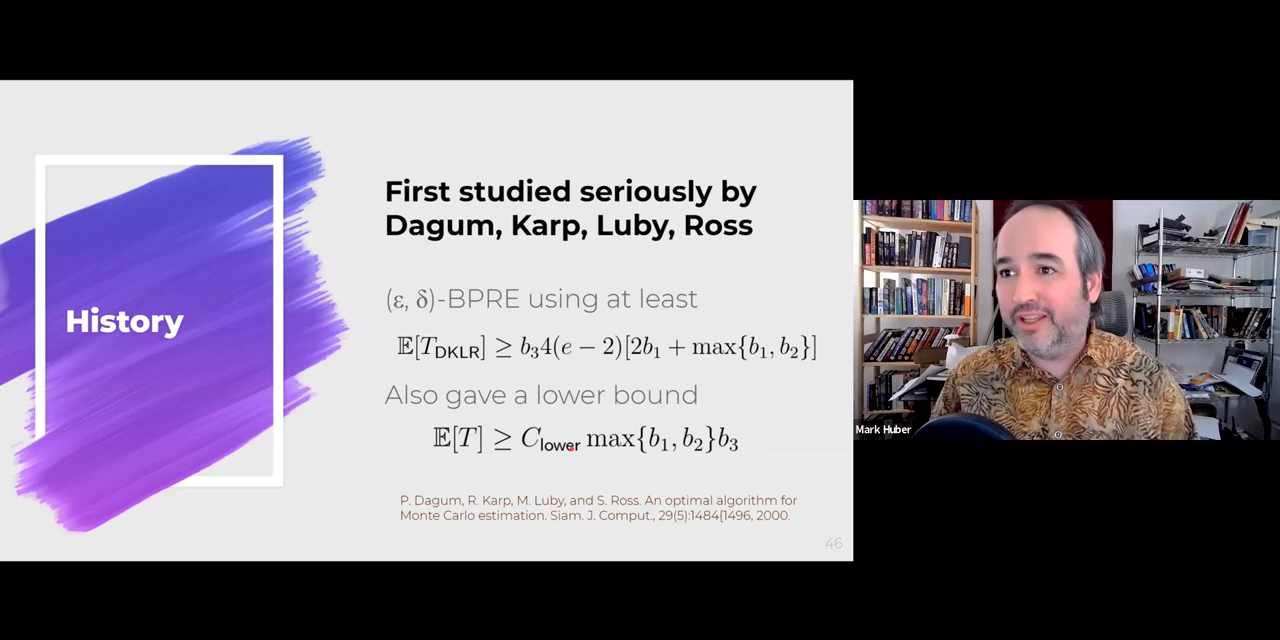 History
First studied seriously by
Dagum, Karp, Luby, Ross
(ε, δ)-BPRE using at least
𝔼[T_DKLR] ≥ b₃4(e − 2)[2b₁ + max{b₁, b₂}]
Also gave a lower bound
𝔼[T] ≥ C_lower max{b₁, b₂}b₃
P. Dagum, R. Karp, M. Luby, and S. Ross. An optimal algorithm for
Monte Carlo estimation. Siam. J. Comput., 29(5):1484[1496, 2000.
46
Mark Huber